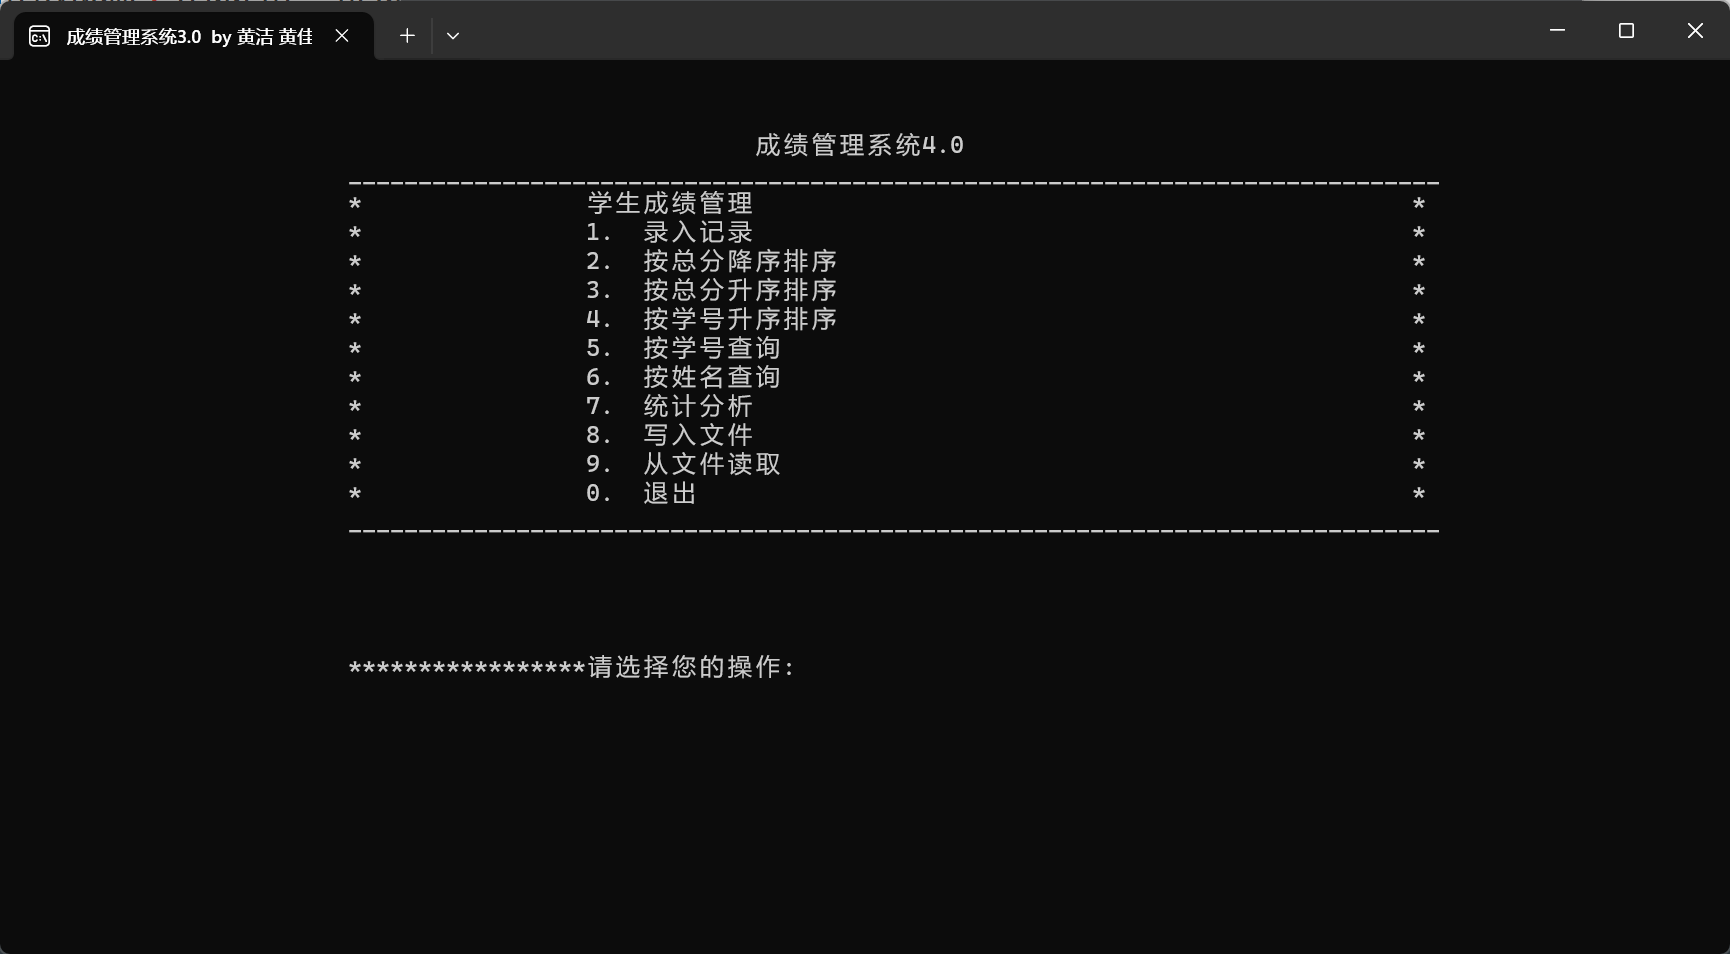 成绩管理系统3.0 by 黄洁 黄佳
成绩管理系统4.0
------------------------------------------------------------------------------
* 学生成绩管理 *
* 1. 录入记录 *
* 2. 按总分降序排序 *
* 3. 按总分升序排序 *
* 4. 按学号升序排序 *
* 5. 按学号查询 *
* 6. 按姓名查询 *
* 7. 统计分析 *
* 8. 写入文件 *
* 9. 从文件读取 *
* 0. 退出 *
------------------------------------------------------------------------------
*****************请选择您的操作: